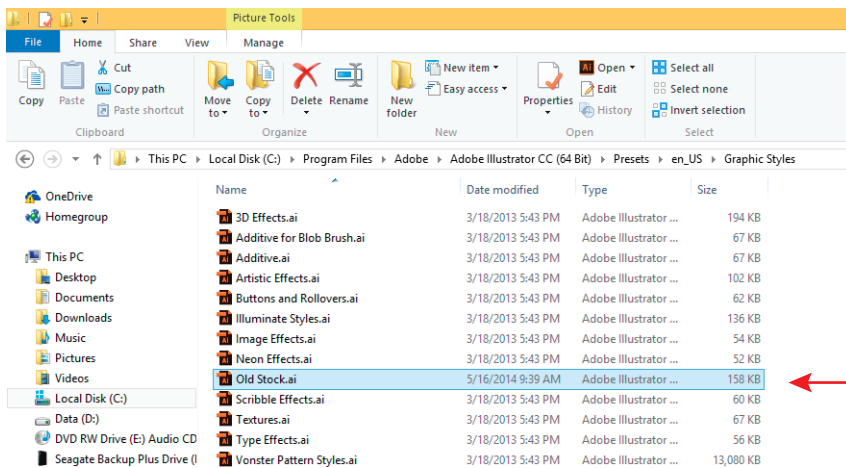 Picture Tools
File Home Share View Manage
Copy
Paste
Cut
Copy path
Paste shortcut
Clipboard
Move to
Copy to
Delete
Rename
Organize
New folder
New item
Easy access
New
Properties
Open
Edit
History
Open
Select all
Select none
Invert selection
Select
This PC Local Disk (C:) Program Files Adobe Adobe Illustrator CC (64 Bit) Presets en_US Graphic Styles
OneDrive
Homegroup
This PC
Desktop
Documents
Downloads
Music
Pictures
Videos
Local Disk (C:)
Data (D:)
DVD RW Drive (E:) Audio CD
Seagate Backup Plus Drive (
Name Date modified Type Size
3D Effects.ai 3/18/2013 5:43 PM Adobe Illustrator ... 194 KB
Additive for Blob Brush.ai 3/18/2013 5:43 PM Adobe Illustrator ... 67 KB
Additive.ai 3/18/2013 5:43 PM Adobe Illustrator ... 67 KB
Artistic Effects.ai 3/18/2013 5:43 PM Adobe Illustrator ... 102 KB
Buttons and Rollovers.ai 3/18/2013 5:43 PM Adobe Illustrator ... 62 KB
Illuminate Styles.ai 3/18/2013 5:43 PM Adobe Illustrator ... 136 KB
Image Effects.ai 3/18/2013 5:43 PM Adobe Illustrator ... 54 KB
Neon Effects.ai 3/18/2013 5:43 PM Adobe Illustrator ... 52 KB
Old Stock.ai 5/16/2014 9:39 AM Adobe Illustrator ... 158 KB
Scribble Effects.ai 3/18/2013 5:43 PM Adobe Illustrator ... 60 KB
Textures.ai 3/18/2013 5:43 PM Adobe Illustrator ... 67 KB
Type Effects.ai 3/18/2013 5:43 PM Adobe Illustrator ... 56 KB
Vonster Pattern Styles.ai 3/18/2013 5:43 PM Adobe Illustrator ... 13,080 KB